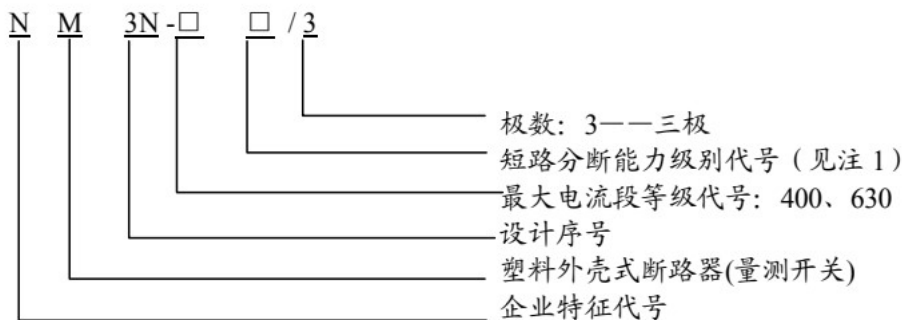 N M 3N-□ □ / 3
极数：3——三极
短路分断能力级别代号（见注 1）
最大电流段等级代号：400、630
设计序号
塑料外壳式断路器(量测开关)
企业特征代号